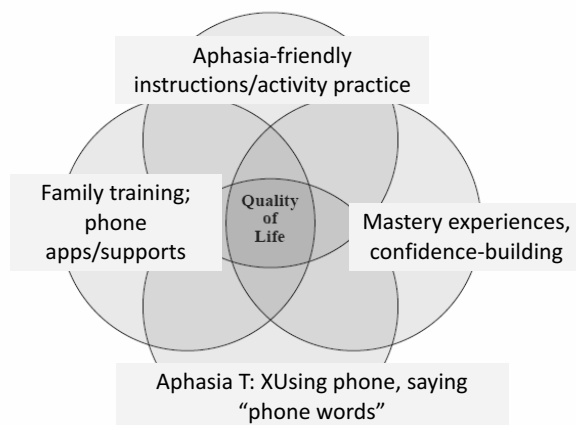 Aphasia-friendly
instructions/activity practice
Family training;
phone
apps/supports
Quality
of
Life
Mastery experiences,
confidence-building
Aphasia T: XUsing phone, saying
“phone words”